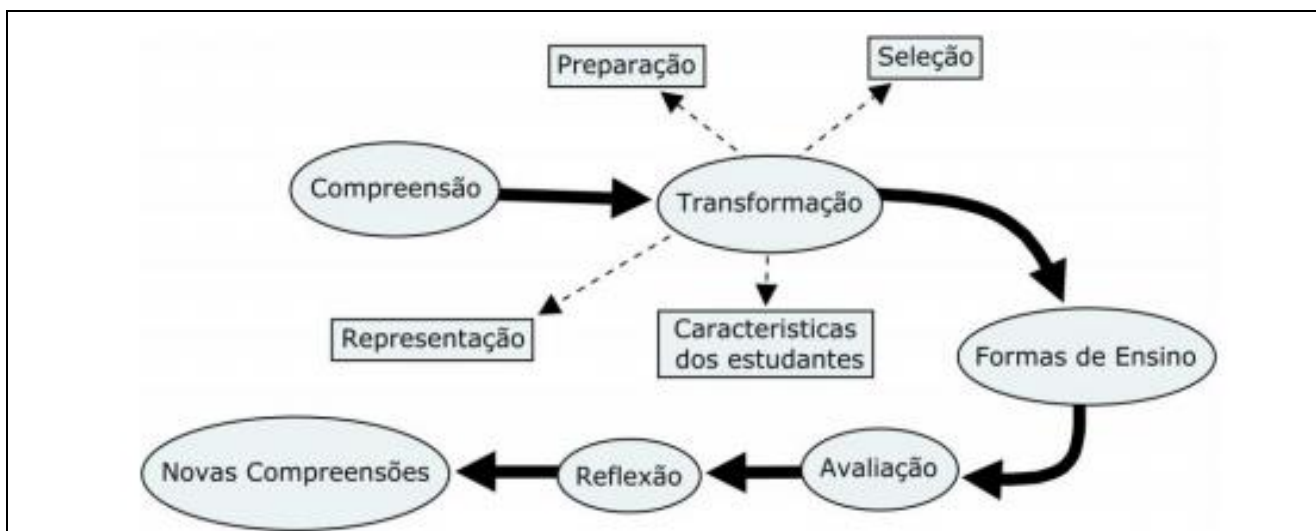 Preparação
Seleção
Compreensão
Transformação
Representação
Caracteristicas
dos estudantes
Formas de Ensino
Avaliação
Reflexão
Novas Compreensões